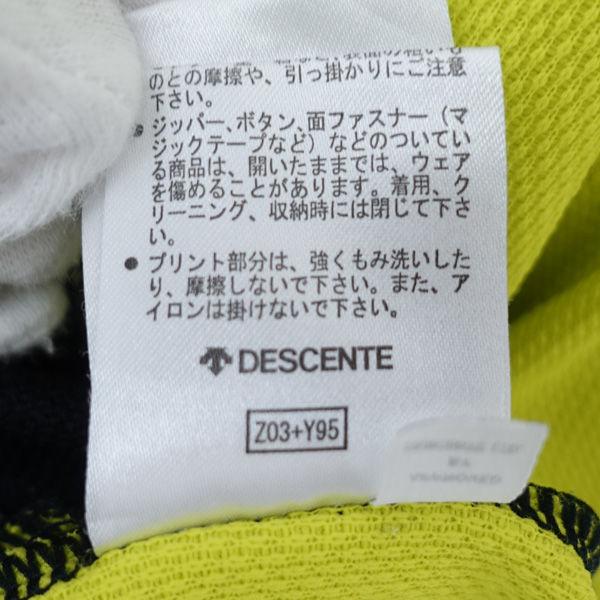 表面の粗いも
のとの摩擦や、引っ掛かりにご注意
下さい。
● ジッパー、ボタン、面ファスナー（マ
ジックテープなど）などのついてい
る商品は、開いたままでは、ウェア
を傷めることがあります。着用、ク
リーニング、収納時には閉じて下さ
い。
● プリント部分は、強くもみ洗いした
り、摩擦しないで下さい。また、ア
イロンは掛けないで下さい。
DESCENTE
Z03+Y95